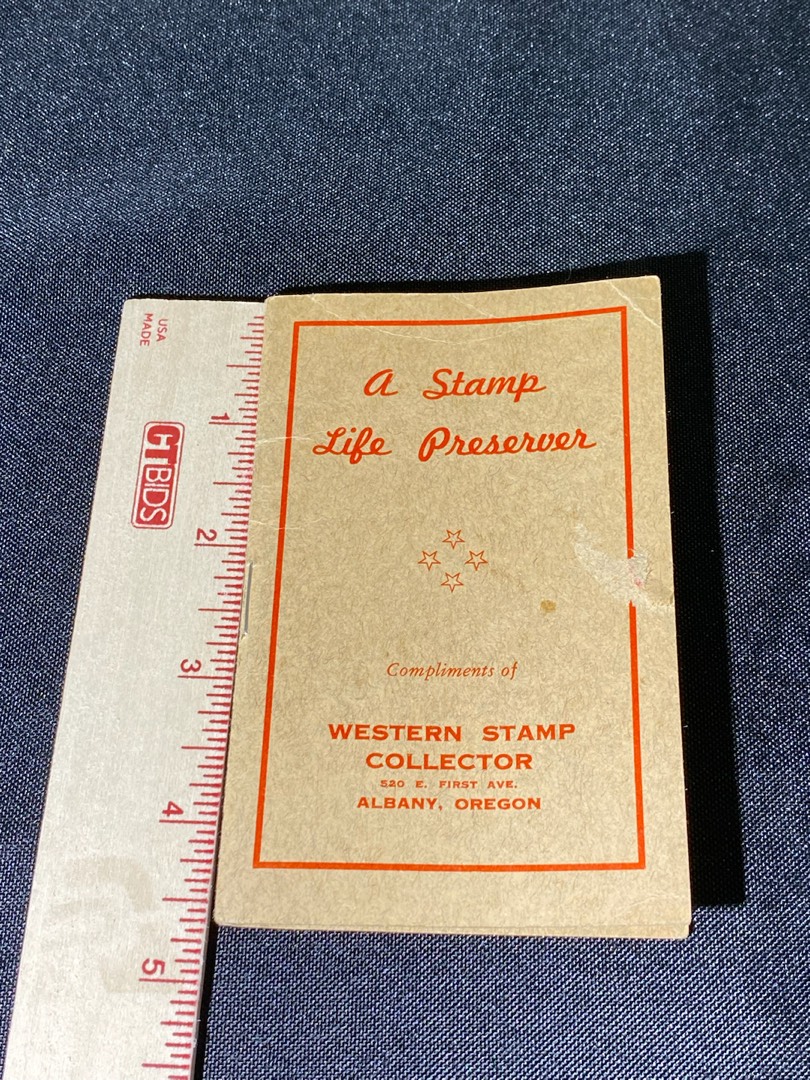 USA
MADE
CTBIDS
1
2
3
4
5
A Stamp
Life Preserver
Compliments of
WESTERN STAMP
COLLECTOR
520 E. FIRST AVE.
ALBANY, OREGON